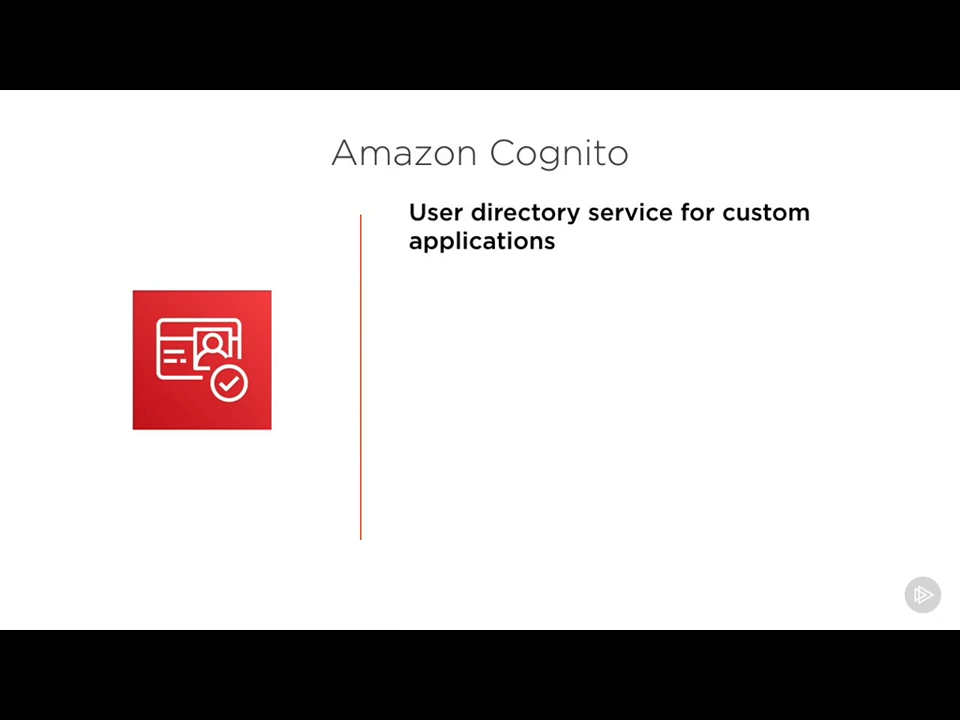 Amazon Cognito
User directory service for custom
applications